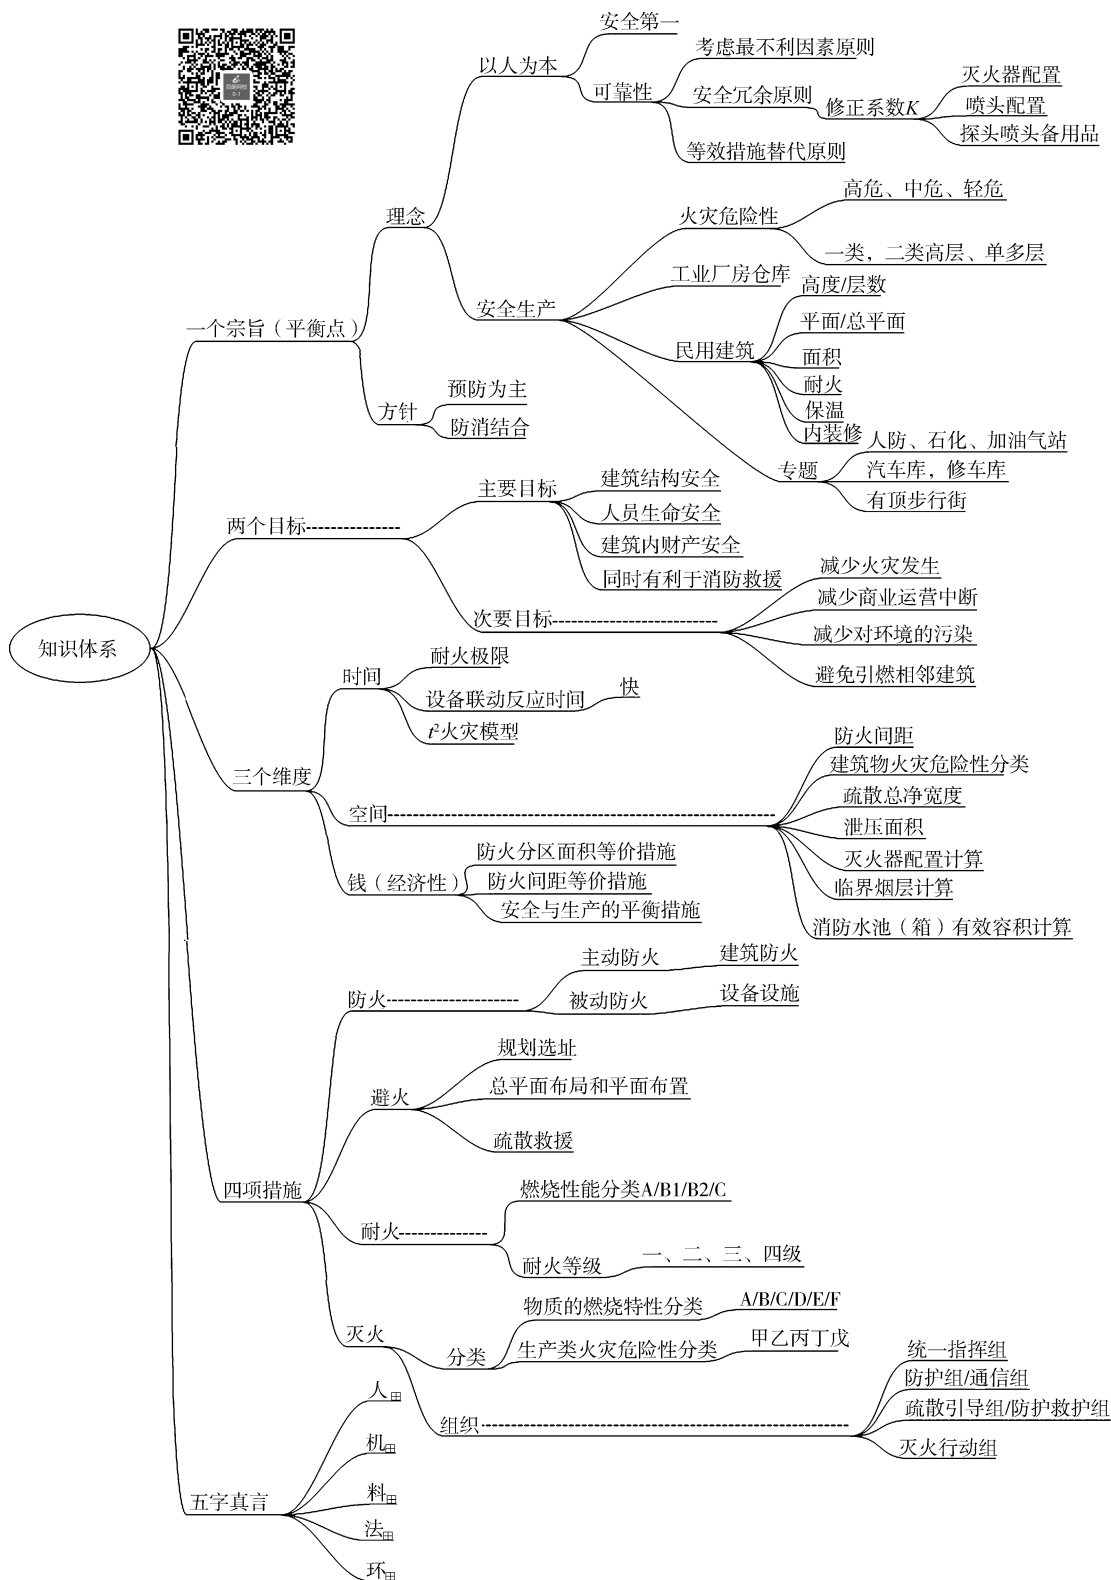 知识体系
一个宗旨（平衡点）
理念
以人为本
安全第一
可靠性
考虑最不利因素原则
安全冗余原则
修正系数K
灭火器配置
喷头配置
探头喷头备用品
等效措施替代原则
安全生产
火灾危险性
高危、中危、轻危
一类，二类高层、单多层
工业厂房仓库
民用建筑
高度/层数
平面/总平面
面积
耐火
保温
内装修
专题
人防、石化、加油气站
汽车库，修车库
有顶步行街
方针
预防为主
防消结合
两个目标
主要目标
建筑结构安全
人员生命安全
建筑内财产安全
同时有利于消防救援
次要目标
减少火灾发生
减少商业运营中断
减少对环境的污染
避免引燃相邻建筑
三个维度
时间
耐火极限
设备联动反应时间
快
t²火灾模型
空间
防火间距
建筑物火灾危险性分类
疏散总净宽度
泄压面积
灭火器配置计算
临界烟层计算
消防水池（箱）有效容积计算
钱（经济性）
防火分区面积等价措施
防火间距等价措施
安全与生产的平衡措施
四项措施
防火
主动防火
建筑防火
被动防火
设备设施
避火
规划选址
总平面布局和平面布置
疏散救援
耐火
燃烧性能分类A/B1/B2/C
耐火等级
一、二、三、四级
灭火
分类
物质的燃烧特性分类
A/B/C/D/E/F
生产类火灾危险性分类
甲乙丙丁戊
组织
统一指挥组
防护组/通信组
疏散引导组/防护救护组
灭火行动组
五字真言
人
机
料
法
环